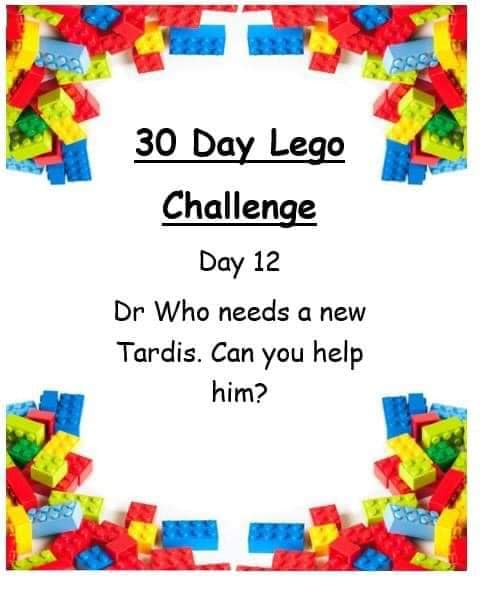 30 Day Lego
Challenge
Day 12
Dr Who needs a new
Tardis. Can you help
him?